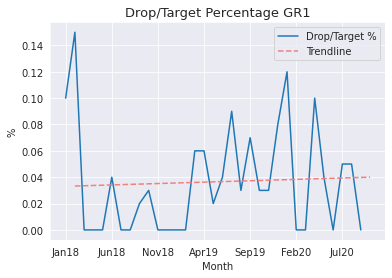 Drop/Target Percentage GR1
Drop/Target %
Trendline
%
0.14
0.12
0.10
0.08
0.06
0.04
0.02
0.00
Jan18 Jun18 Nov18 Apr19 Sep19 Feb20 Jul20
Month